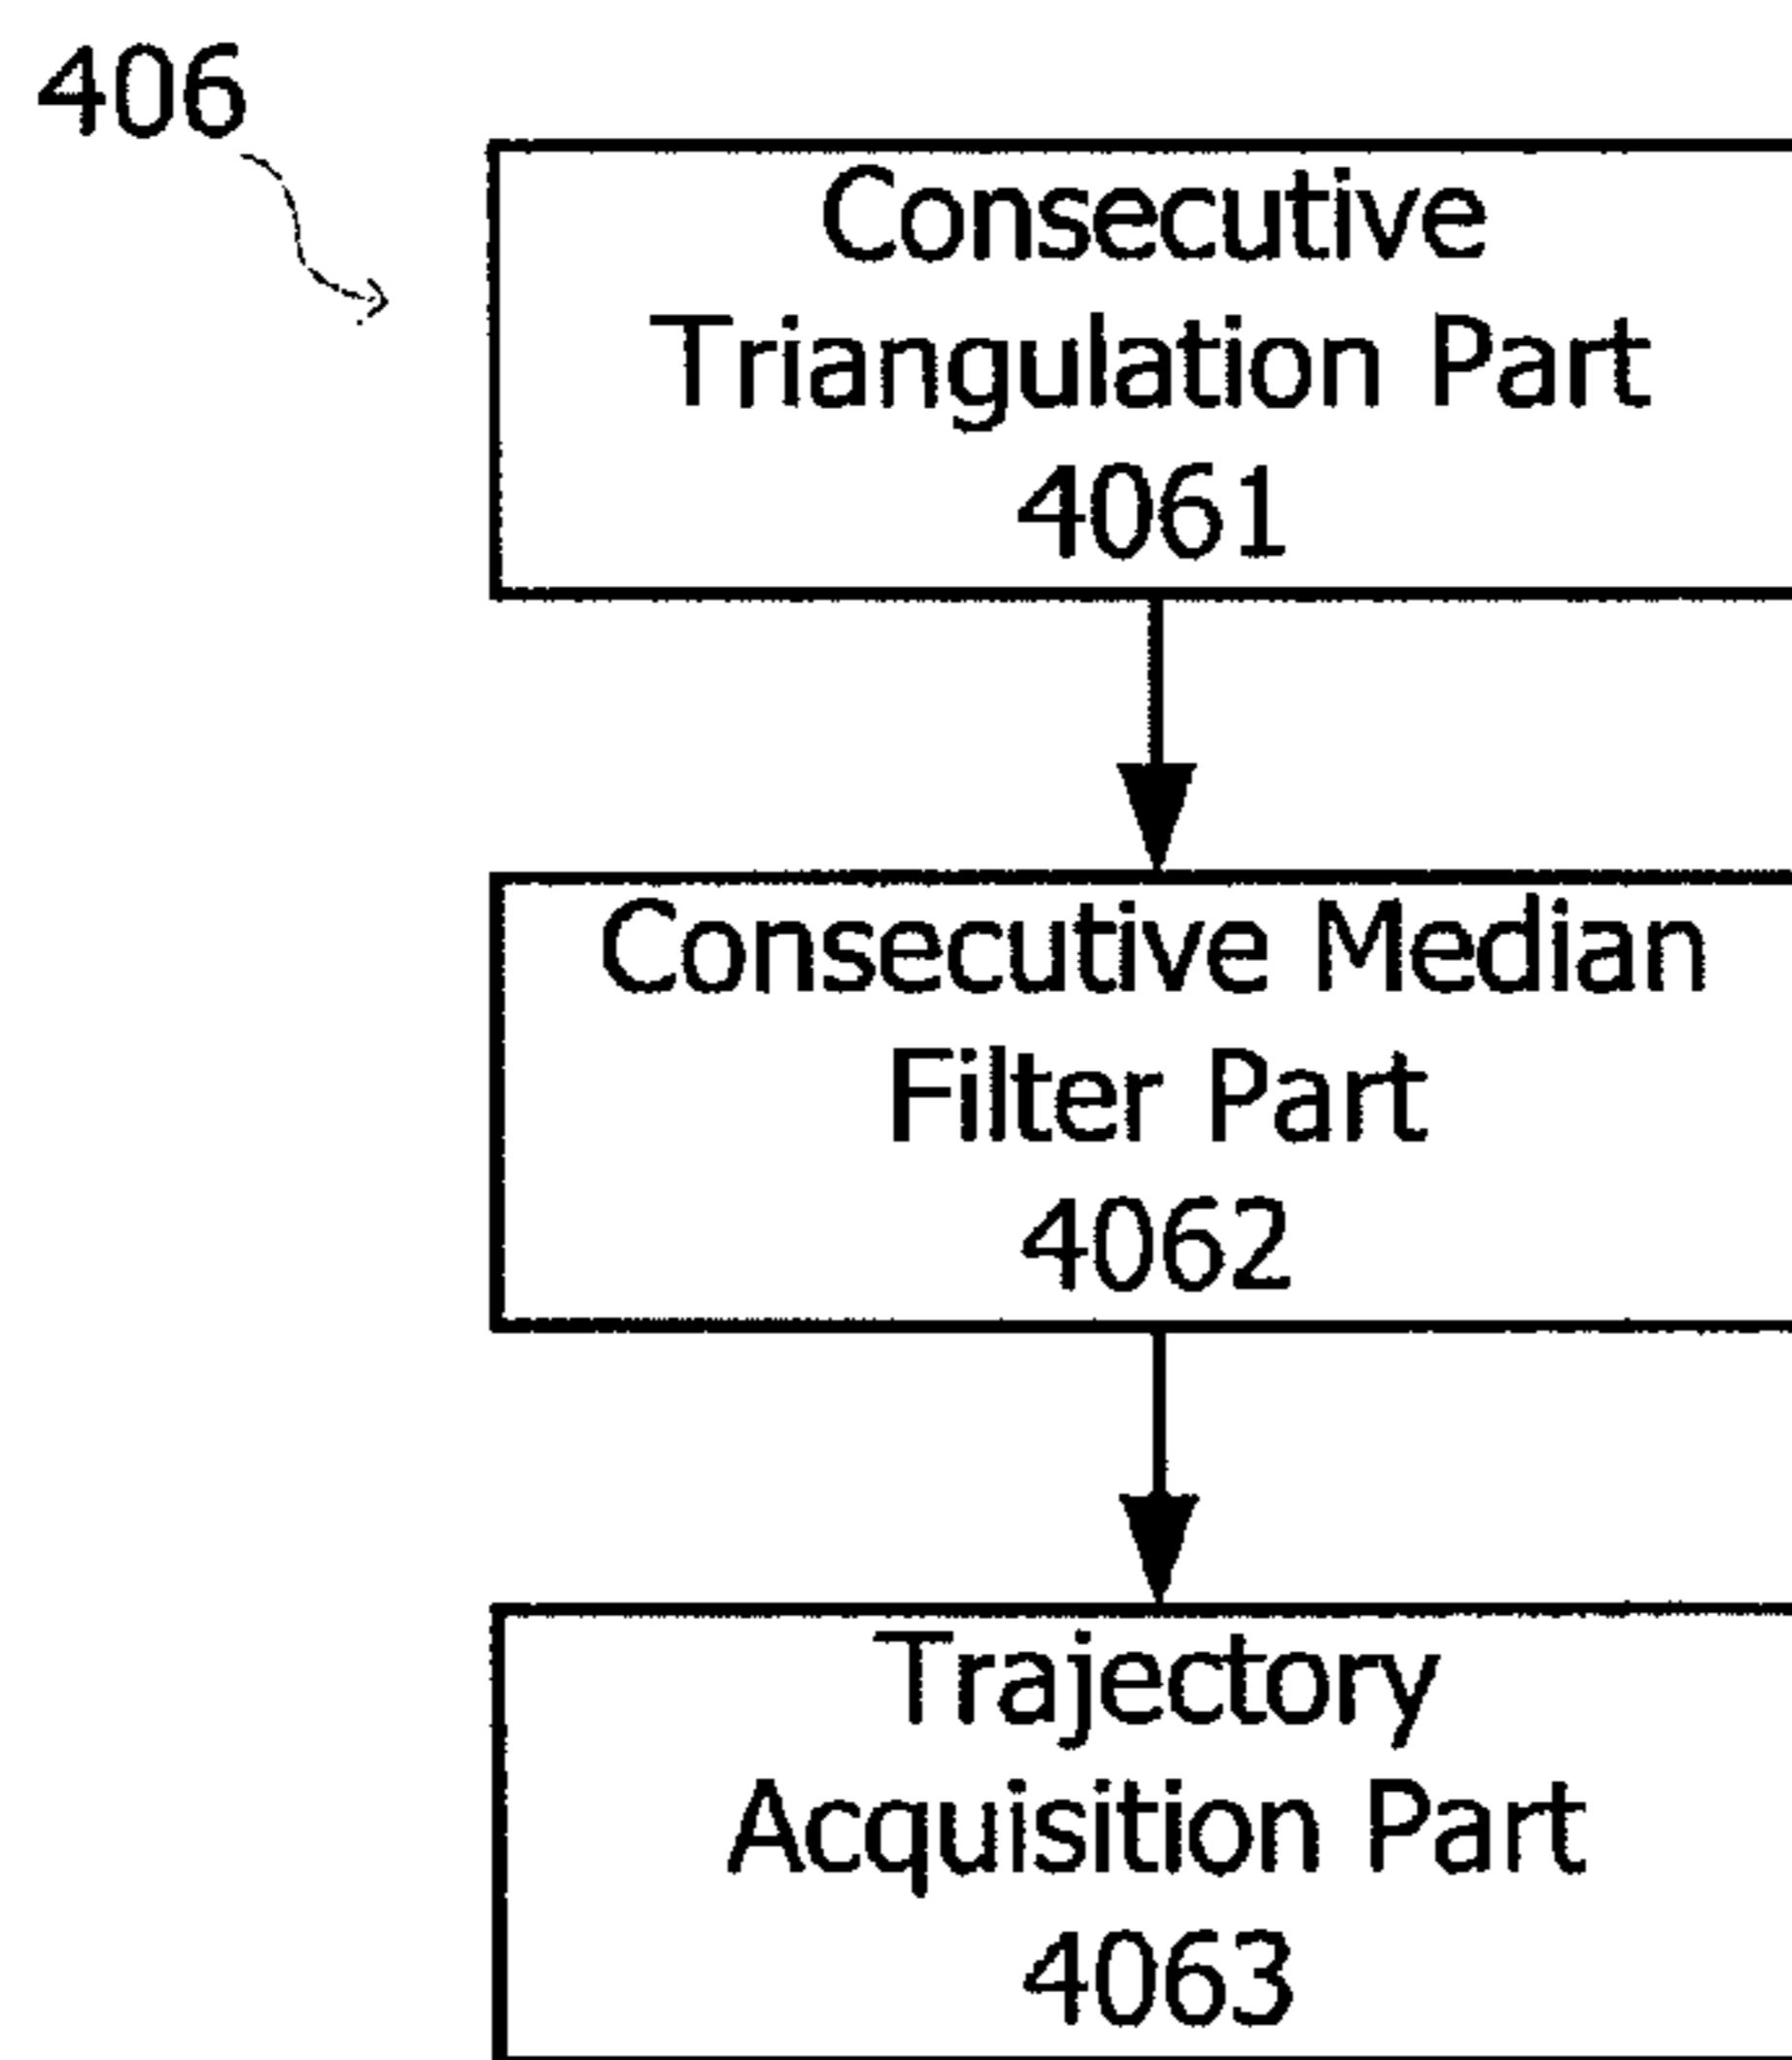 406
Consecutive
Triangulation Part
4061
Consecutive Median
Filter Part
4062
Trajectory
Acquisition Part
4063